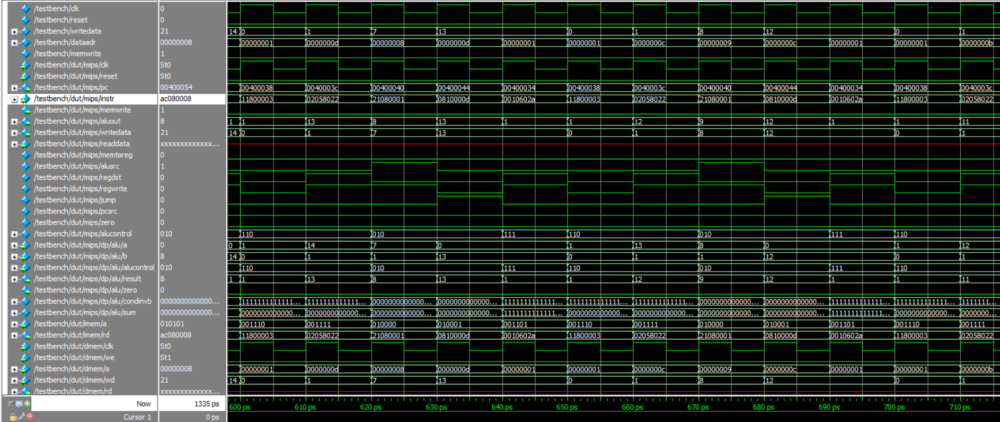 /testbench/clk 0
/testbench/reset 0
/testbench/writedata 21 14 0 1 7 13 0 1 8 12 0 1
/testbench/dataadr 00000008 00000001 0000000d 00000008 0000000d 00000001 00000001 0000000c 00000009 0000000c 00000001 00000001 0000000b
/testbench/memwrite 1
/testbench/dut/mips/clk St0
/testbench/dut/mips/reset St0
/testbench/dut/mips/pc 00400054 00400038 0040003c 00400040 00400044 00400034 00400038 0040003c 00400040 00400044 00400034 00400038 0040003c
/testbench/dut/mips/instr ac080008 11800003 02058022 21080001 0810000d 0010602a 11800003 02058022 21080001 0810000d 0010602a 11800003 02058022
/testbench/dut/mips/memwrite 1
/testbench/dut/mips/aluout 8 1 1 13 8 13 1 1 12 9 12 1 1 11
/testbench/dut/mips/writedata 21 14 0 1 7 13 0 1 8 12 0 1
/testbench/dut/mips/readdata xxxxxxxxxxxxx...
/testbench/dut/mips/memtoreg 0
/testbench/dut/mips/alusrc 1
/testbench/dut/mips/regdst 0
/testbench/dut/mips/regwrite 0
/testbench/dut/mips/jump 0
/testbench/dut/mips/pcsrc 0
/testbench/dut/mips/zero 0
/testbench/dut/mips/alucontrol 010 110 010 111 110 010 111 110
/testbench/dut/mips/dp/alu/a 0 0 1 14 7 0 1 13 8 0 1 12
/testbench/dut/mips/dp/alu/b 8 14 0 1 1 13 0 1 1 12 0 1
/testbench/dut/mips/dp/alu/alucontrol 010 110 010 111 110 010 111 110
/testbench/dut/mips/dp/alu/result 8 1 1 13 8 13 1 1 12 9 12 1 1 11
/testbench/dut/mips/dp/alu/zero 0
/testbench/dut/mips/dp/alu/condinvb 0000000000000... 1111111111111... 1111111111111... 0000000000000... 0000000000000... 1111111111111... 1111111111111... 1111111111111... 0000000000000... 0000000000000... 1111111111111... 1111111111111... 1111111...
/testbench/dut/mips/dp/alu/sum 0000000000000... 0000000000000... 0000000000000... 0000000000000... 0000000000000... 1111111111111... 0000000000000... 0000000000000... 0000000000000... 0000000000000... 1111111111111... 0000000000000... 0000000...
/testbench/dut/imem/a 010101 001110 001111 010000 010001 001101 001110 001111 010000 010001 001101 001110 001111
/testbench/dut/imem/rd ac080008 11800003 02058022 21080001 0810000d 0010602a 11800003 02058022 21080001 0810000d 0010602a 11800003 02058022
/testbench/dut/dmem/clk St0
/testbench/dut/dmem/we St1
/testbench/dut/dmem/a 00000008 00000001 0000000d 00000008 0000000d 00000001 00000001 0000000c 00000009 0000000c 00000001 00000001 0000000b
/testbench/dut/dmem/wd 21 14 0 1 7 13 0 1 8 12 0 1
/testbench/dut/dmem/rd xxxxxxxxxxxxx...
Now 1335 ps 600 ps 610 ps 620 ps 630 ps 640 ps 650 ps 660 ps 670 ps 680 ps 690 ps 700 ps 710 ps
Cursor 1 0 ps